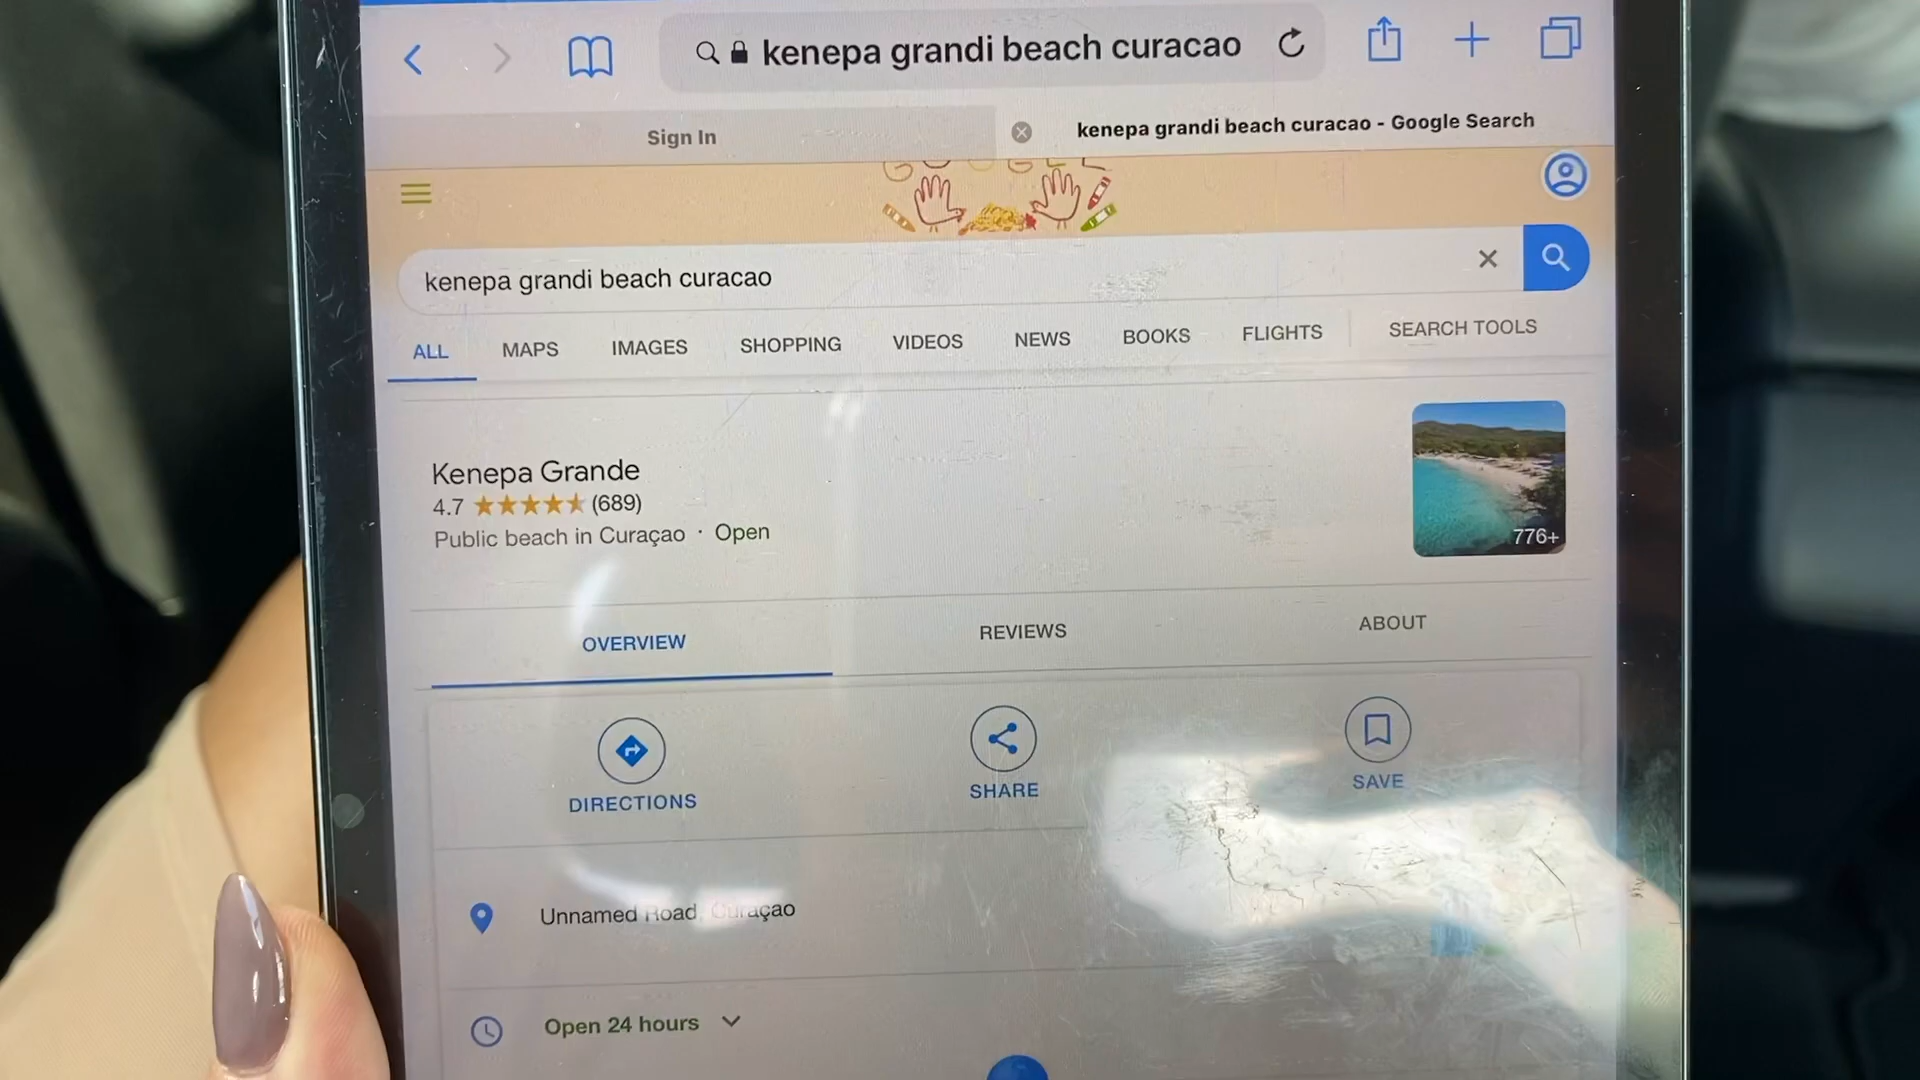 kenepa grandi beach curacao
Sign In
kenepa grandi beach curacao - Google Search
kenepa grandi beach curacao
ALL MAPS IMAGES SHOPPING VIDEOS NEWS BOOKS FLIGHTS SEARCH TOOLS
Kenepa Grande
4.7 (689)
Public beach in Curaçao · Open
776+
OVERVIEW REVIEWS ABOUT
DIRECTIONS SHARE SAVE
Unnamed Road, Curaçao
Open 24 hours